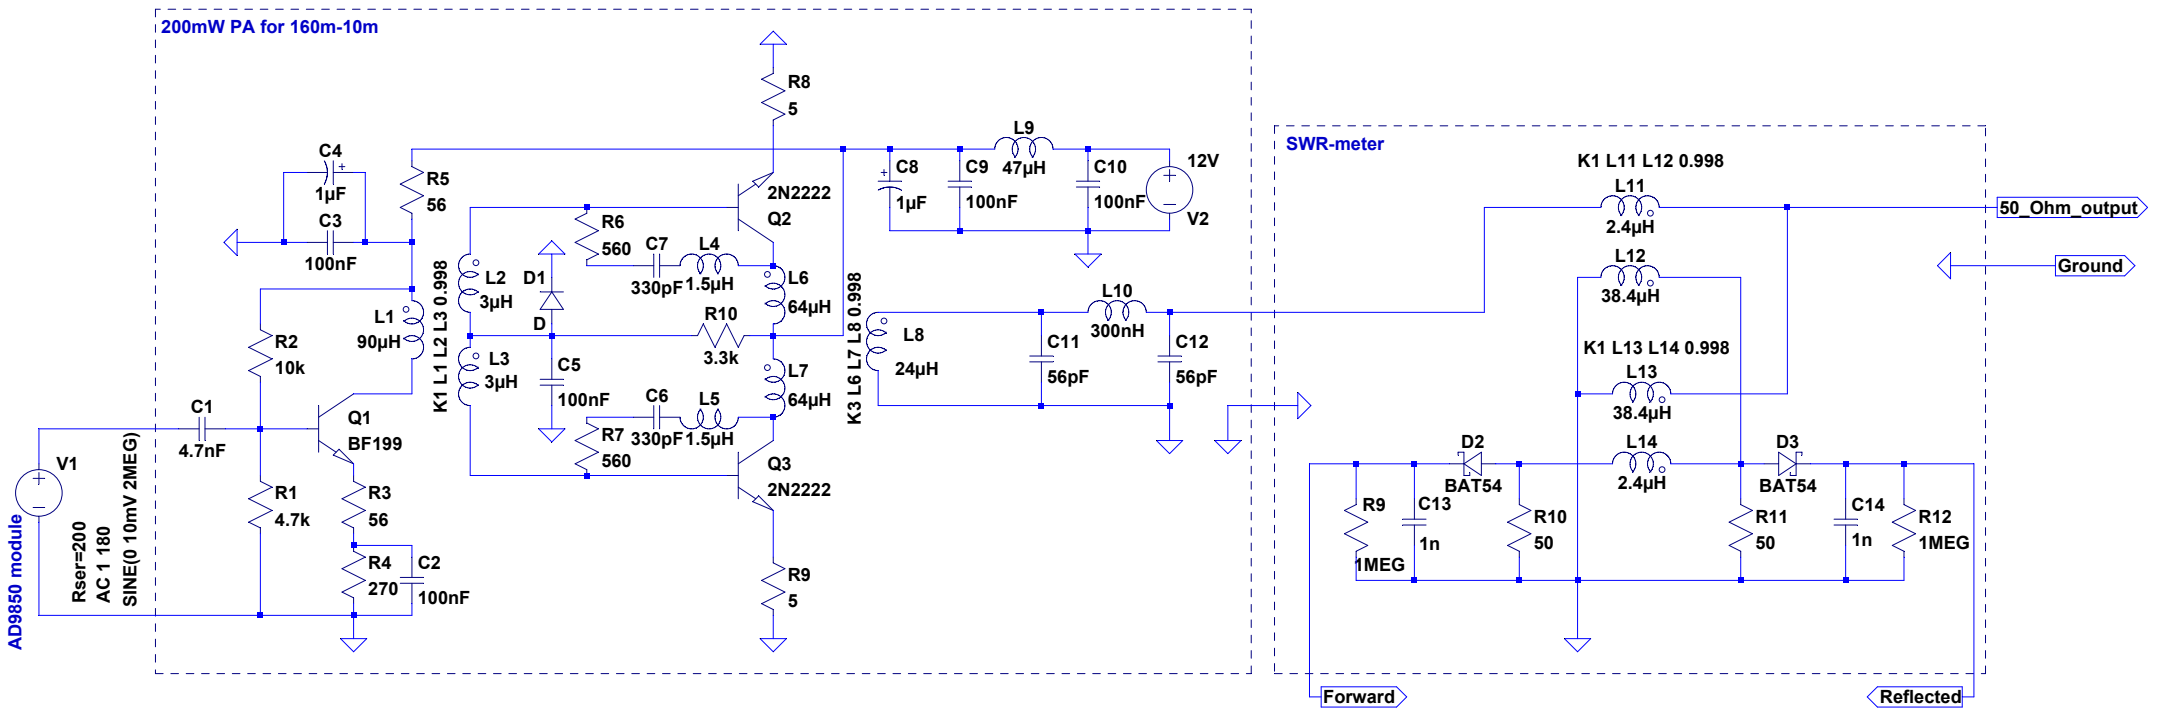 200mW PA for 160m-10m
R8
5
C4
+
1µF
C3
100nF
R5
56
2N2222
Q2
R6
560
C7
330pF
L4
1.5µH
L2
3µH
D1
D
L6
64µH
R10
3.3k
L1
90µH
K1 L1 L2 L3 0.998
L3
3µH
C5
100nF
L7
64µH
C6
330pF
L5
1.5µH
R7
560
Q3
2N2222
R9
5
R2
10k
C1
4.7nF
Q1
BF199
R1
4.7k
R3
56
R4
270
C2
100nF
V1
+
−
AD9850 module
Rser=200
AC 1 180
SINE(0 10mV 2MEG)
+
C8
1µF
C9
100nF
L9
47µH
C10
100nF
12V
+
−
V2
K3 L6 L7 L8 0.998
L8
24µH
C11
56pF
L10
300nH
C12
56pF
SWR-meter
K1 L11 L12 0.998
L11
2.4µH
L12
38.4µH
K1 L13 L14 0.998
L13
38.4µH
L14
2.4µH
D2
BAT54
D3
BAT54
R9
1MEG
C13
1n
R10
50
R11
50
C14
1n
R12
1MEG
50_Ohm_output
Ground
Forward
Reflected